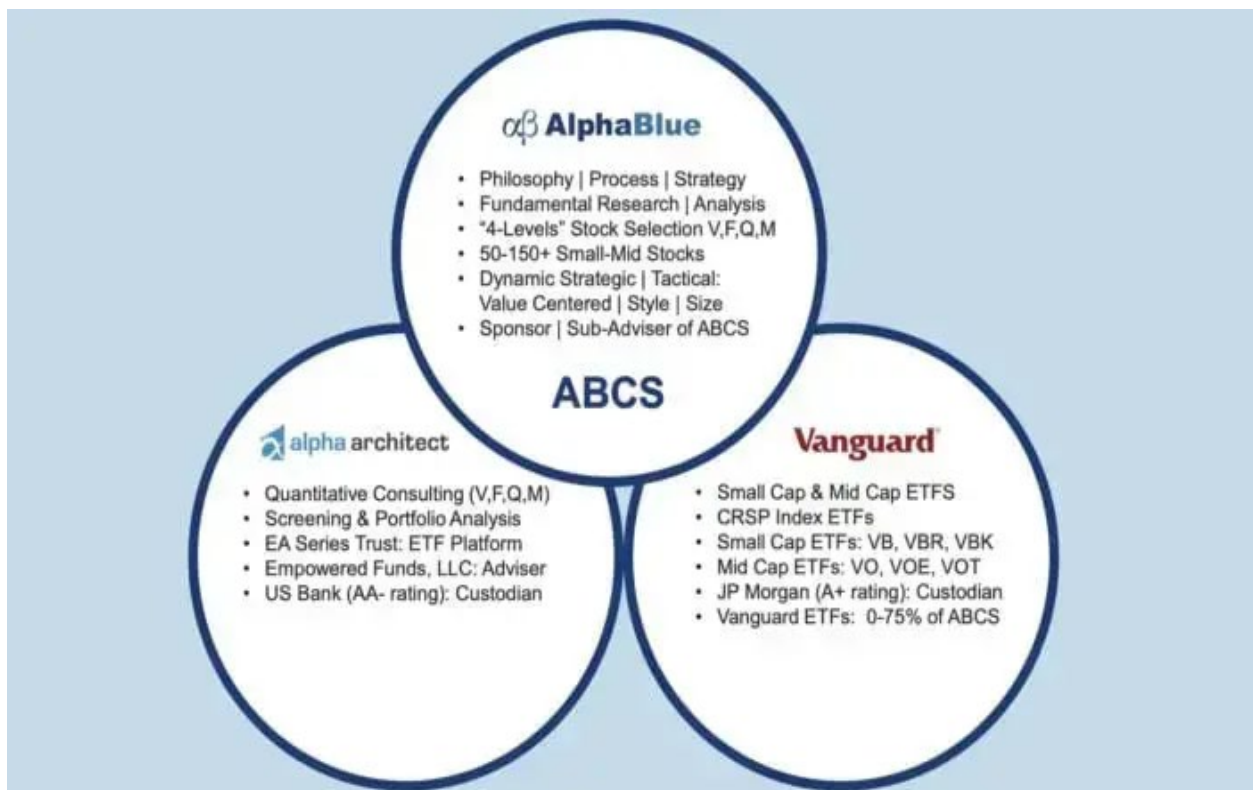 αβ AlphaBlue
• Philosophy | Process | Strategy
• Fundamental Research | Analysis
• “4-Levels” Stock Selection V,F,Q,M
• 50-150+ Small-Mid Stocks
• Dynamic Strategic | Tactical:
Value Centered | Style | Size
• Sponsor | Sub-Adviser of ABCS
ABCS
alpha architect
• Quantitative Consulting (V,F,Q,M)
• Screening & Portfolio Analysis
• EA Series Trust: ETF Platform
• Empowered Funds, LLC: Adviser
• US Bank (AA- rating): Custodian
Vanguard
• Small Cap & Mid Cap ETFS
• CRSP Index ETFs
• Small Cap ETFs: VB, VBR, VBK
• Mid Cap ETFs: VO, VOE, VOT
• JP Morgan (A+ rating): Custodian
• Vanguard ETFs: 0-75% of ABCS